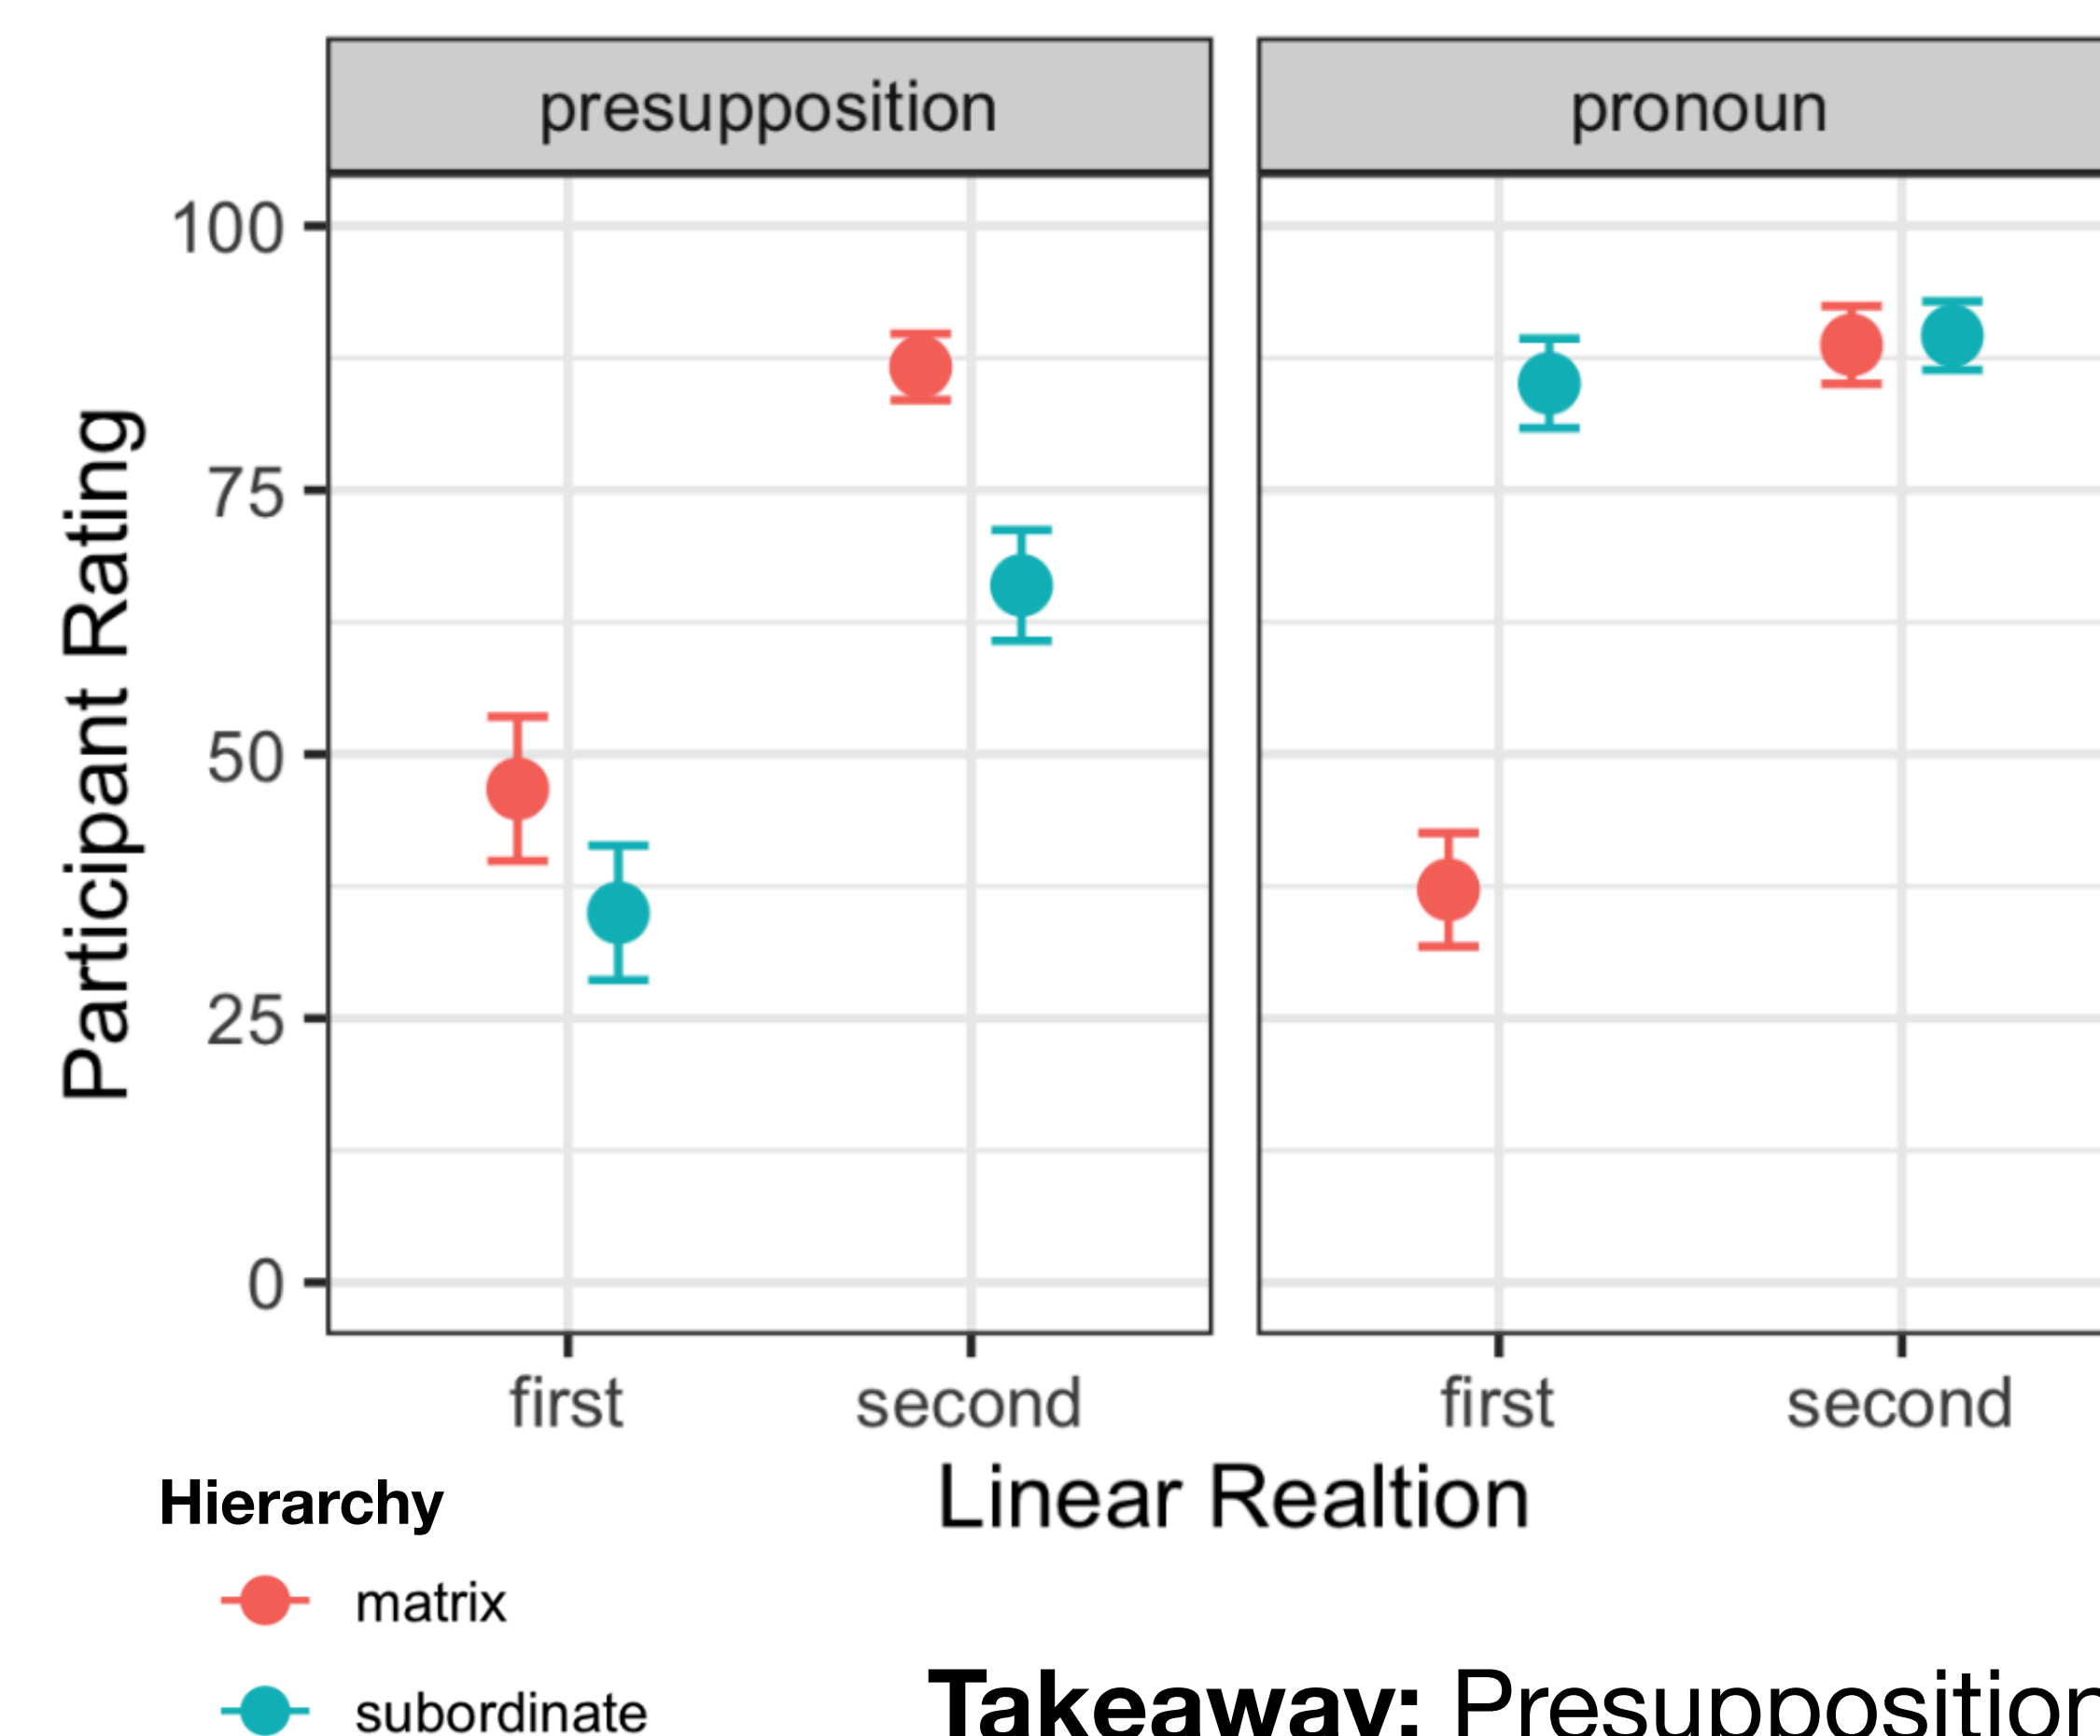 presupposition pronoun
100
75
50
25
0
Participant Rating
first second first second
Linear Realtion
Hierarchy
matrix
subordinate
Takeaway: Presupposition